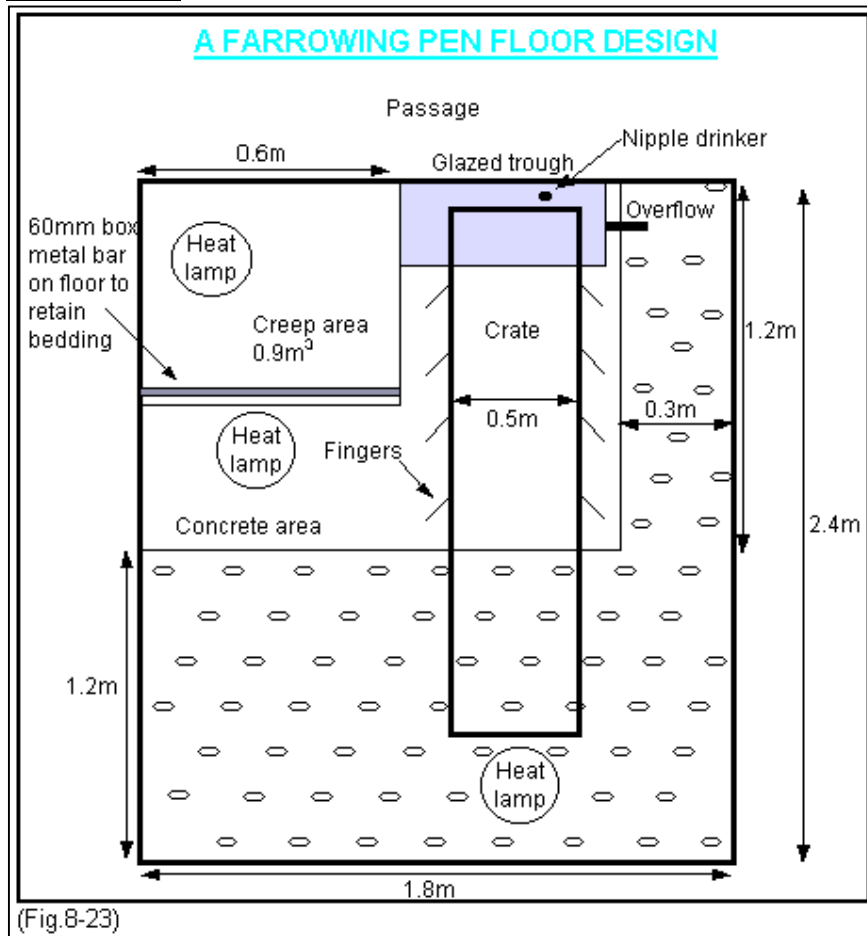 A FARROWING PEN FLOOR DESIGN
Passage
Nipple drinker
0.6m
Glazed trough
Overflow
60mm box
metal bar
on floor to
retain
bedding
Heat
lamp
Creep area
0.9m³
Crate
1.2m
0.5m
0.3m
Heat
lamp
Fingers
Concrete area
2.4m
1.2m
Heat
lamp
1.8m
(Fig.8-23)